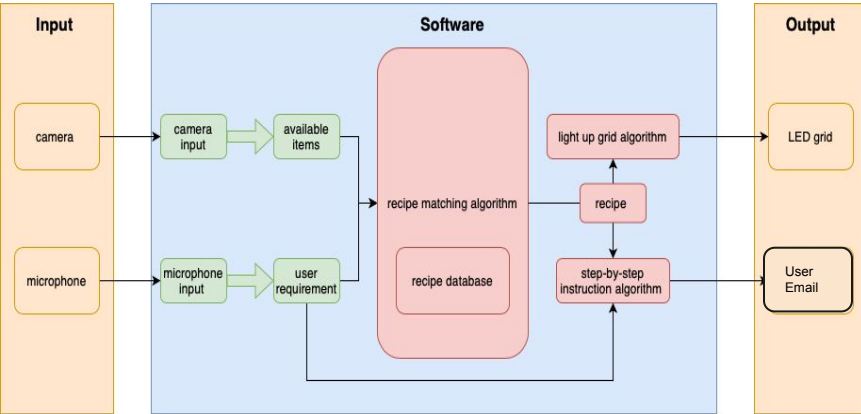 Input
Software
Output
camera
camera
input
available
items
light up grid algorithm
LED grid
recipe matching algorithm
recipe
microphone
microphone
input
user
requirement
recipe database
step-by-step
instruction algorithm
User
Email